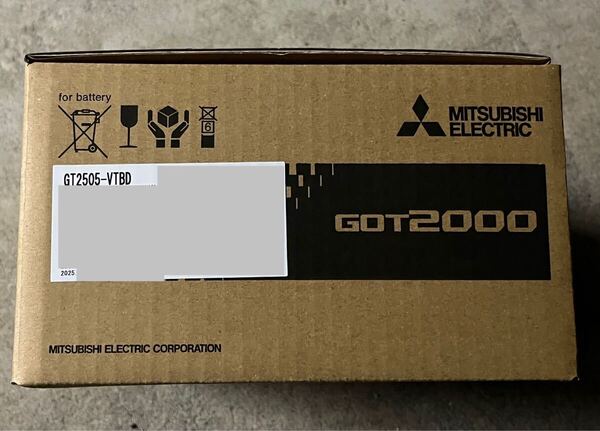 for battery
6
MITSUBISHI
ELECTRIC
GT2505-VTBD
GOT2000
2025
MITSUBISHI ELECTRIC CORPORATION